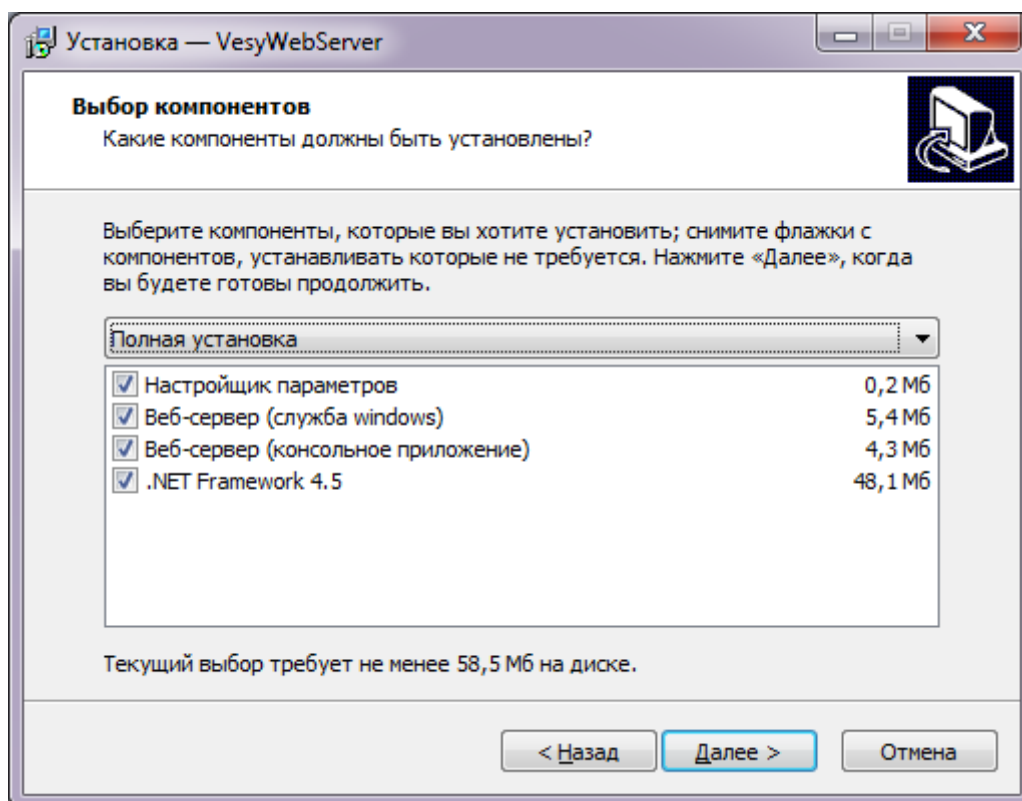 Установка — VesyWebServer
Выбор компонентов
Какие компоненты должны быть установлены?
Выберите компоненты, которые вы хотите установить; снимите флажки с
компонентов, устанавливать которые не требуется. Нажмите «Далее», когда
вы будете готовы продолжить.
Полная установка
Настройщик параметров 0,2 Мб
Веб-сервер (служба windows) 5,4 Мб
Веб-сервер (консольное приложение) 4,3 Мб
.NET Framework 4.5 48,1 Мб
Текущий выбор требует не менее 58,5 Мб на диске.
< Назад Далее > Отмена